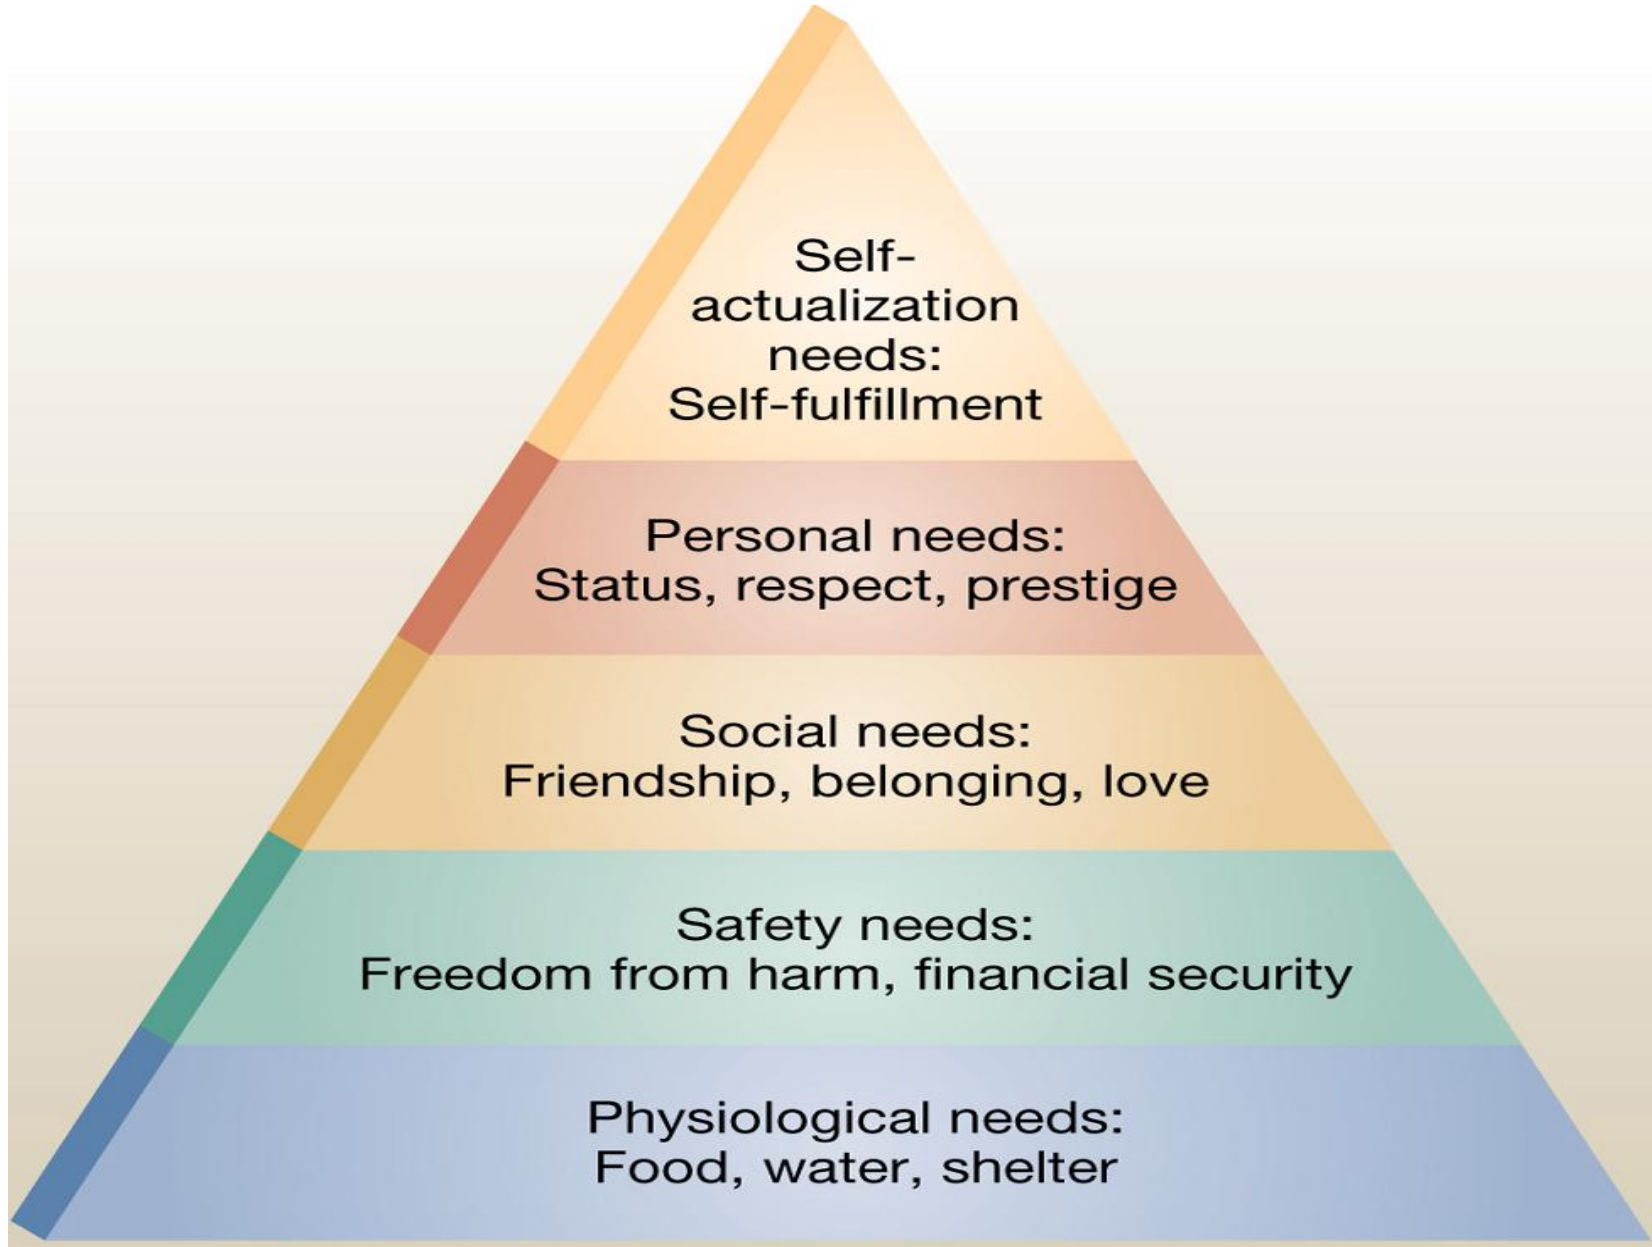 Self-
actualization
needs:
Self-fulfillment
Personal needs:
Status, respect, prestige
Social needs:
Friendship, belonging, love
Safety needs:
Freedom from harm, financial security
Physiological needs:
Food, water, shelter